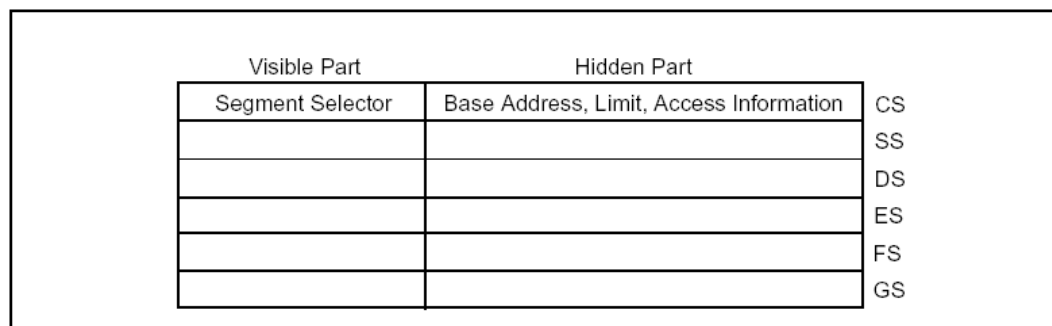 Visible Part Hidden Part
Segment Selector Base Address, Limit, Access Information CS
SS
DS
ES
FS
GS